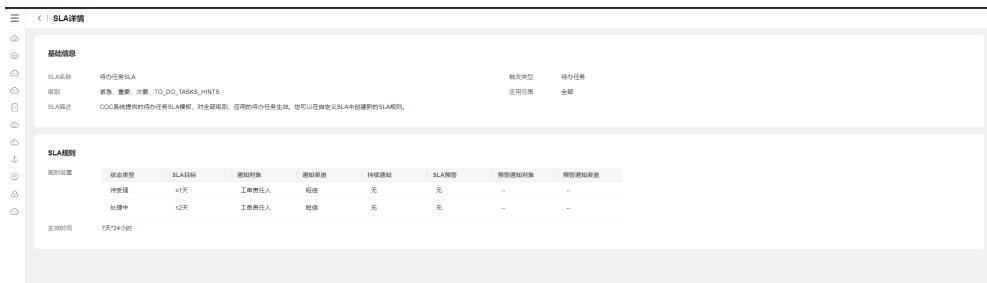 SLA详情
基础信息
SLA名称 待办任务SLA 触发类型 待办任务
级别 紧急、重要、次要、TO_DO_TASKS_HINTS 应用范围 全部
SLA描述 COC系统提供的待办任务SLA模板，对全部级别、应用的待办任务生效。您可以在自定义SLA中创建新的SLA规则。
SLA规则
规则设置 状态类型 SLA目标 通知对象 通知渠道 持续通知 SLA预警 预警通知对象 预警通知渠道
待受理 ≤1天 工单责任人 短信 无 无 -- --
处理中 ≤2天 工单责任人 短信 无 无 -- --
生效时间 7天*24小时